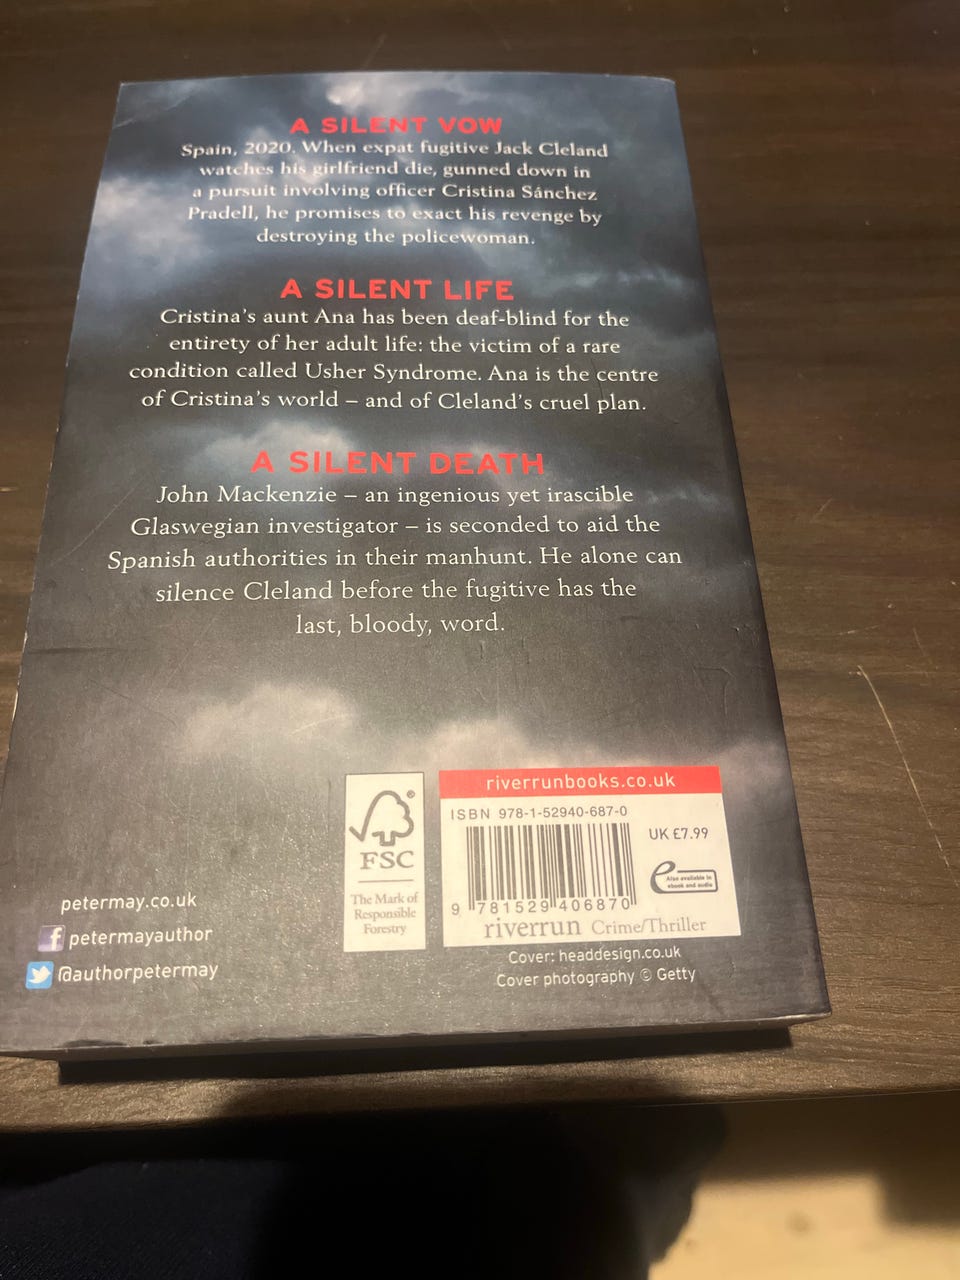 A SILENT VOW
Spain, 2020. When expat fugitive Jack Cleland
watches his girlfriend die, gunned down in
a pursuit involving officer Cristina Sánchez
Pradell, he promises to exact his revenge by
destroying the policewoman.
A SILENT LIFE
Cristina's aunt Ana has been deaf-blind for the
entirety of her adult life: the victim of a rare
condition called Usher Syndrome. Ana is the centre
of Cristina's world – and of Cleland's cruel plan.
A SILENT DEATH
John Mackenzie – an ingenious yet irascible
Glaswegian investigator – is seconded to aid the
Spanish authorities in their manhunt. He alone can
silence Cleland before the fugitive has the
last, bloody, word.
petermay.co.uk
f petermayauthor
@authorpetermay
®
FSC
The Mark of
Responsible
Forestry
riverrunbooks.co.uk
ISBN 978-1-52940-687-0
UK £7.99
e
Also available in
ebook and audio
9 781529 406870
riverrun Crime/Thriller
Cover: headdesign.co.uk
Cover photography © Getty